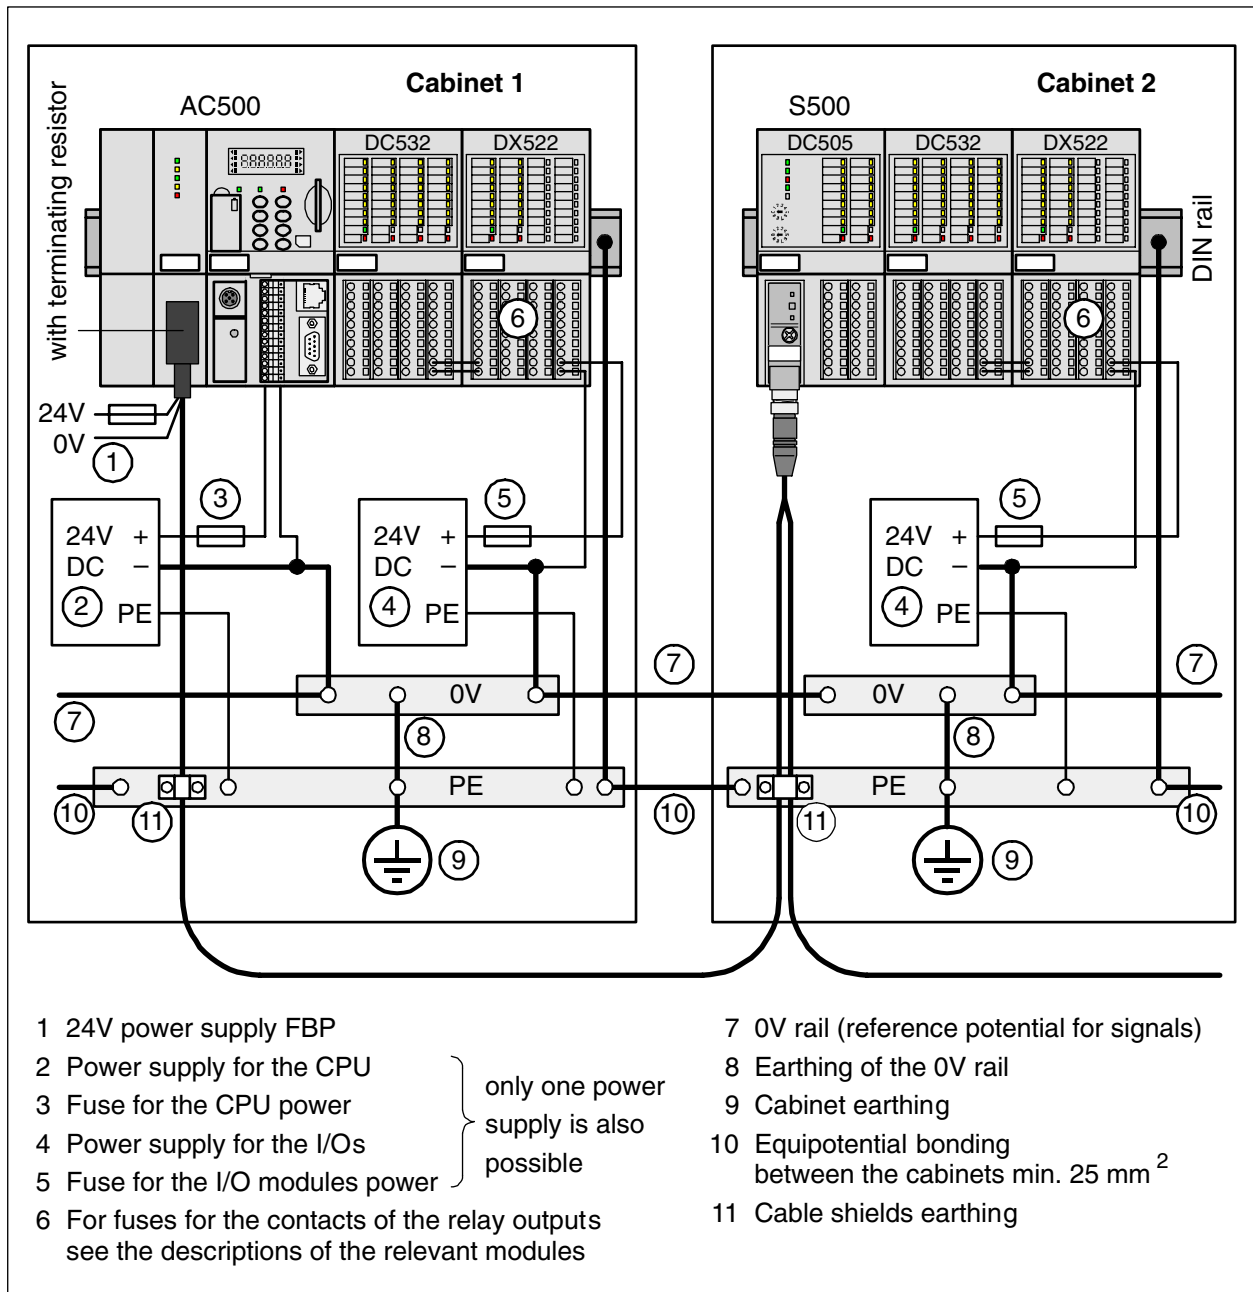 Cabinet 1
Cabinet 2
AC500
S500
with terminating resistor
DC532
DX522
DC505
DC532
DX522
DIN rail
6
6
24V
0V
1
3
5
5
24V +
DC −
2
PE
24V +
DC −
4
PE
24V +
DC −
4
PE
7
7
7
0V
0V
8
8
PE
PE
10
11
10
11
10
9
9
1 24V power supply FBP
2 Power supply for the CPU
3 Fuse for the CPU power
4 Power supply for the I/Os
5 Fuse for the I/O modules power
only one power
supply is also
possible
6 For fuses for the contacts of the relay outputs
see the descriptions of the relevant modules
7 0V rail (reference potential for signals)
8 Earthing of the 0V rail
9 Cabinet earthing
10 Equipotential bonding
between the cabinets min. 25 mm²
11 Cable shields earthing